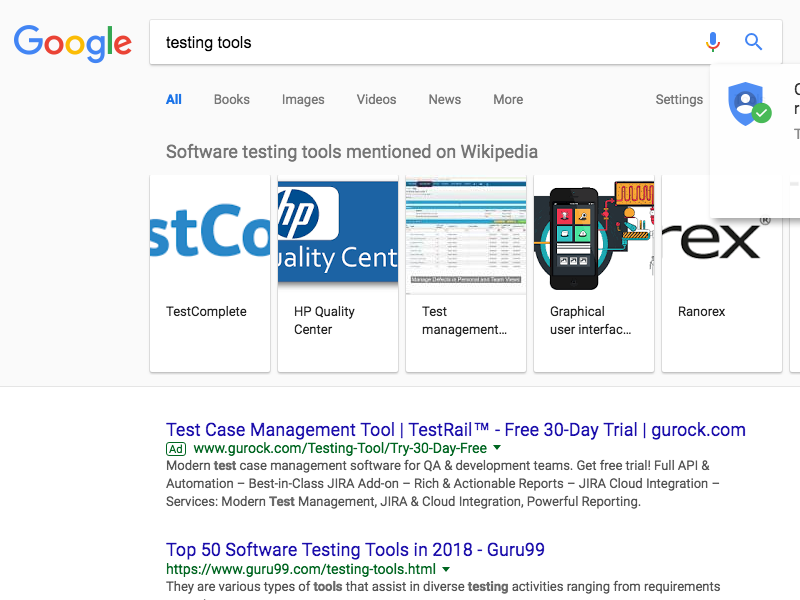 Google
testing tools
All Books Images Videos News More Settings
Software testing tools mentioned on Wikipedia
stCo
hp
uality Cent
Manage Defects in Personal and Team Views
rex®
TestComplete
HP Quality
Center
Test
management...
Graphical
user interfac...
Ranorex
Test Case Management Tool | TestRail™ - Free 30-Day Trial | gurock.com
Ad www.gurock.com/Testing-Tool/Try-30-Day-Free
Modern test case management software for QA & development teams. Get free trial! Full API &
Automation – Best-in-Class JIRA Add-on – Rich & Actionable Reports – JIRA Cloud Integration –
Services: Modern Test Management, JIRA & Cloud Integration, Powerful Reporting.
Top 50 Software Testing Tools in 2018 - Guru99
https://www.guru99.com/testing-tools.html
They are various types of tools that assist in diverse testing activities ranging from requirements